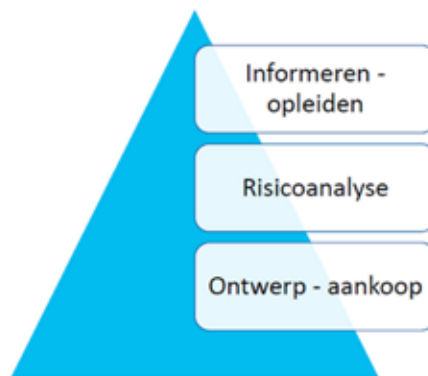 Informeren -
opleiden
Risicoanalyse
Ontwerp - aankoop